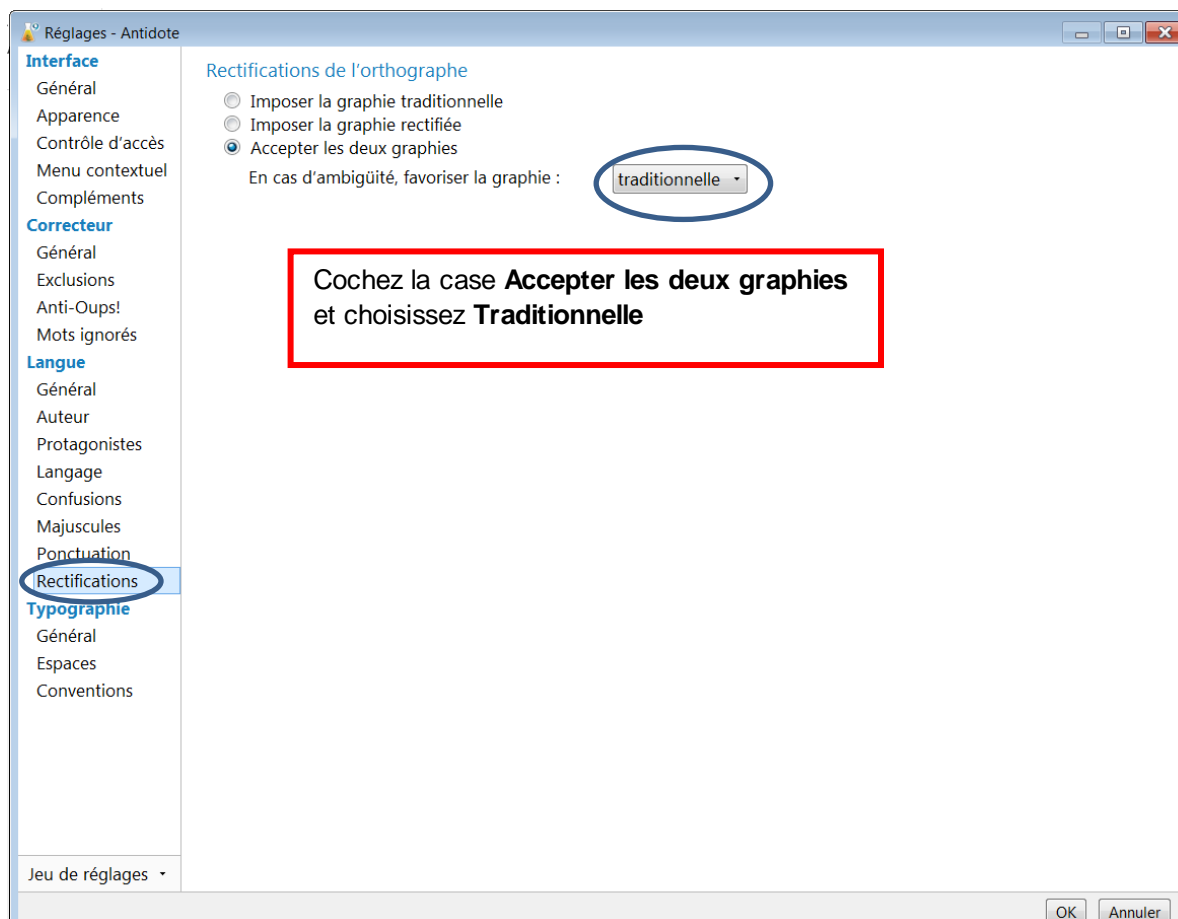 Réglages - Antidote
Interface
Général
Apparence
Contrôle d'accès
Menu contextuel
Compléments
Correcteur
Général
Exclusions
Anti-Oups!
Mots ignorés
Langue
Général
Auteur
Protagonistes
Langage
Confusions
Majuscules
Ponctuation
Rectifications
Typographie
Général
Espaces
Conventions
Jeu de réglages
Rectifications de l'orthographe
Imposer la graphie traditionnelle
Imposer la graphie rectifiée
Accepter les deux graphies
En cas d'ambigüité, favoriser la graphie : traditionnelle
Cochez la case Accepter les deux graphies
et choisissez Traditionnelle
OK Annuler